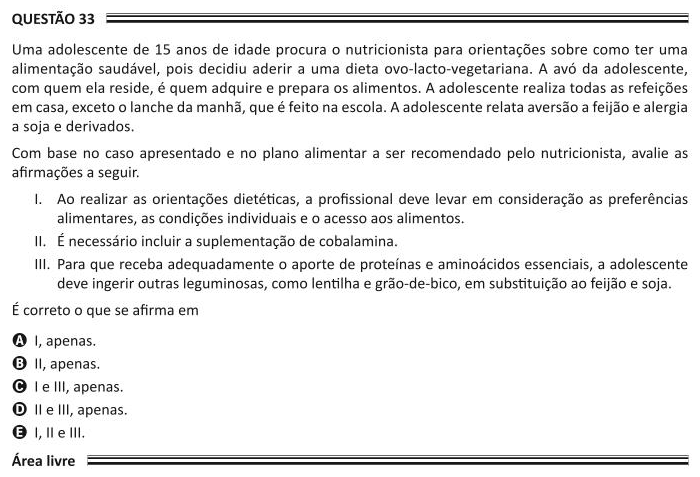 QUESTÃO 33
Uma adolescente de 15 anos de idade procura o nutricionista para orientações sobre como ter uma
alimentação saudável, pois decidiu aderir a uma dieta ovo-lacto-vegetariana. A avó da adolescente,
com quem ela reside, é quem adquire e prepara os alimentos. A adolescente realiza todas as refeições
em casa, exceto o lanche da manhã, que é feito na escola. A adolescente relata aversão a feijão e alergia
a soja e derivados.
Com base no caso apresentado e no plano alimentar a ser recomendado pelo nutricionista, avalie as
afirmações a seguir.
I. Ao realizar as orientações dietéticas, a profissional deve levar em consideração as preferências
alimentares, as condições individuais e o acesso aos alimentos.
II. É necessário incluir a suplementação de cobalamina.
III. Para que receba adequadamente o aporte de proteínas e aminoácidos essenciais, a adolescente
deve ingerir outras leguminosas, como lentilha e grão-de-bico, em substituição ao feijão e soja.
É correto o que se afirma em
A I, apenas.
B II, apenas.
C I e III, apenas.
D II e III, apenas.
E I, II e III.
Área livre